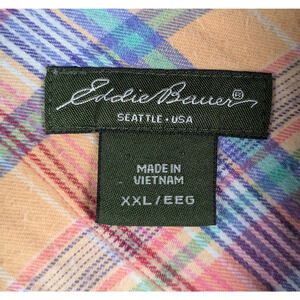 Eddie Bauer®
SEATTLE • USA
MADE IN
VIETNAM
XXL/EEG